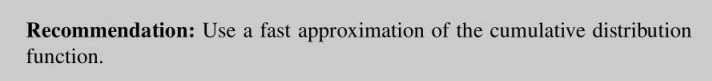 Recommendation: Use a fast approximation of the cumulative distribution
function.